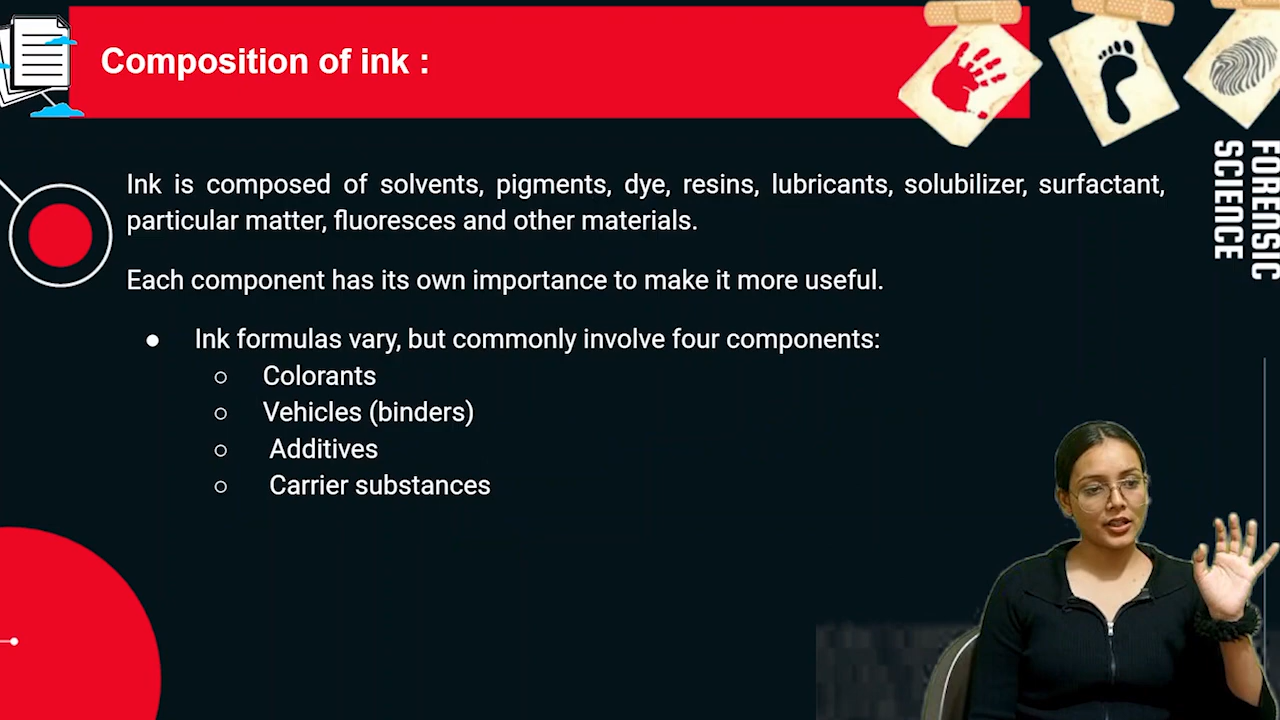 Composition of ink :
Ink is composed of solvents, pigments, dye, resins, lubricants, solubilizer, surfactant,
particular matter, fluoresces and other materials.
Each component has its own importance to make it more useful.
● Ink formulas vary, but commonly involve four components:
○ Colorants
○ Vehicles (binders)
○ Additives
○ Carrier substances
FORENSIC
SCIENCE